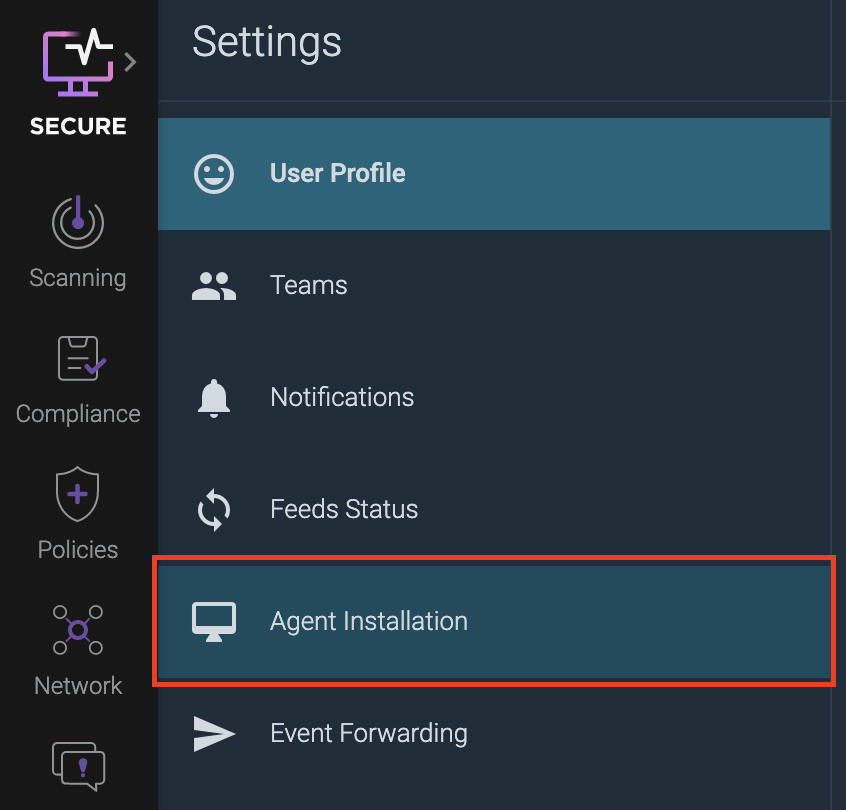 Settings
SECURE
User Profile
Scanning
Teams
Compliance
Notifications
Policies
Feeds Status
Agent Installation
Network
Event Forwarding